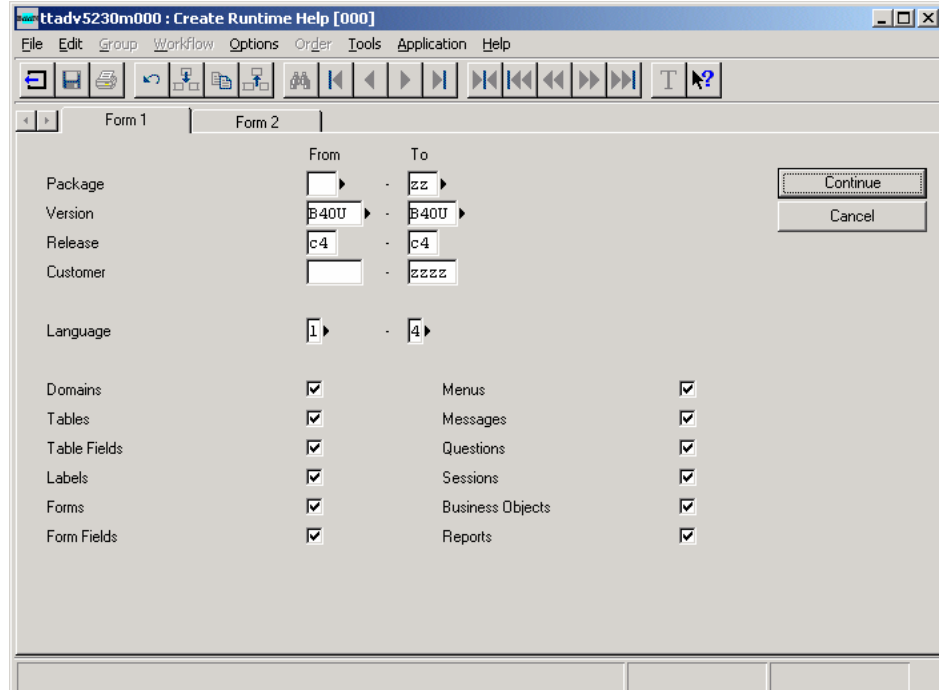 ttadv5230m000 : Create Runtime Help [000]
File Edit Group Workflow Options Order Tools Application Help
T ?
Form 1 Form 2
From To
Package - zz
Continue
Version B40U - B40U
Cancel
Release c4 - c4
Customer - zzzz
Language 1 - 4
Domains Menus
Tables Messages
Table Fields Questions
Labels Sessions
Forms Business Objects
Form Fields Reports